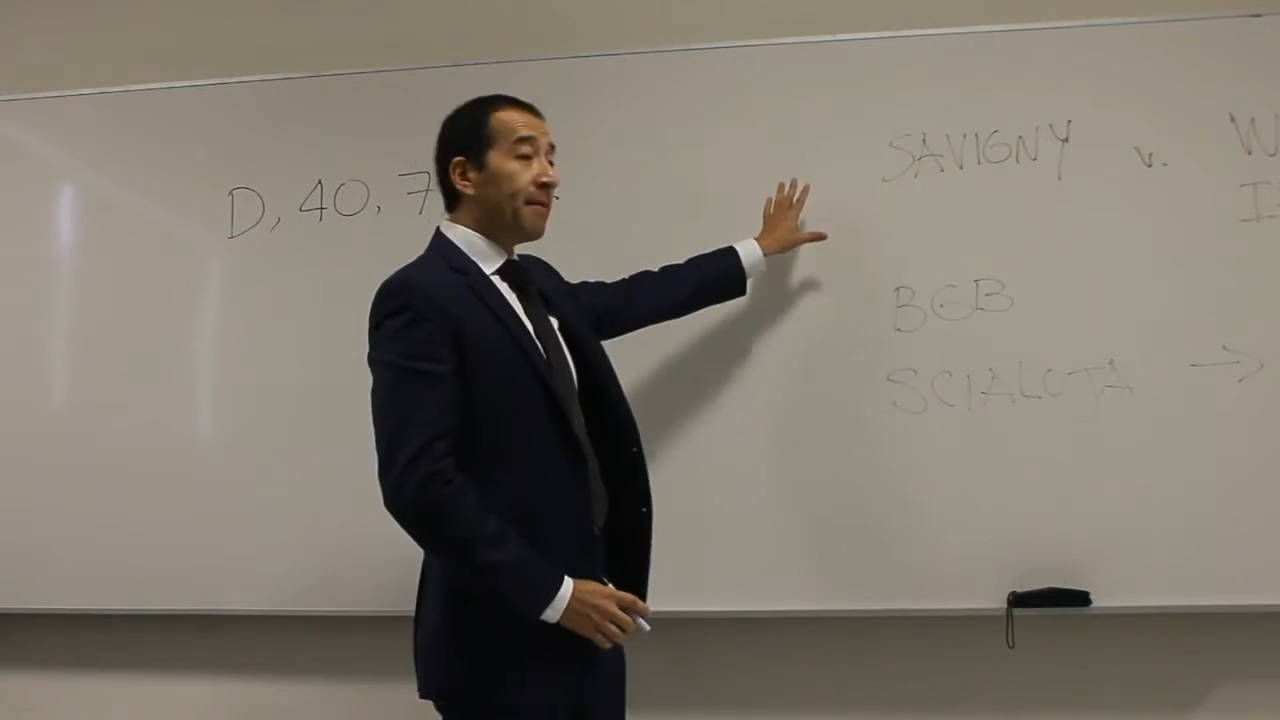 D, 40, 7
SAVIGNY v. W
BGB
SCIALOJA →